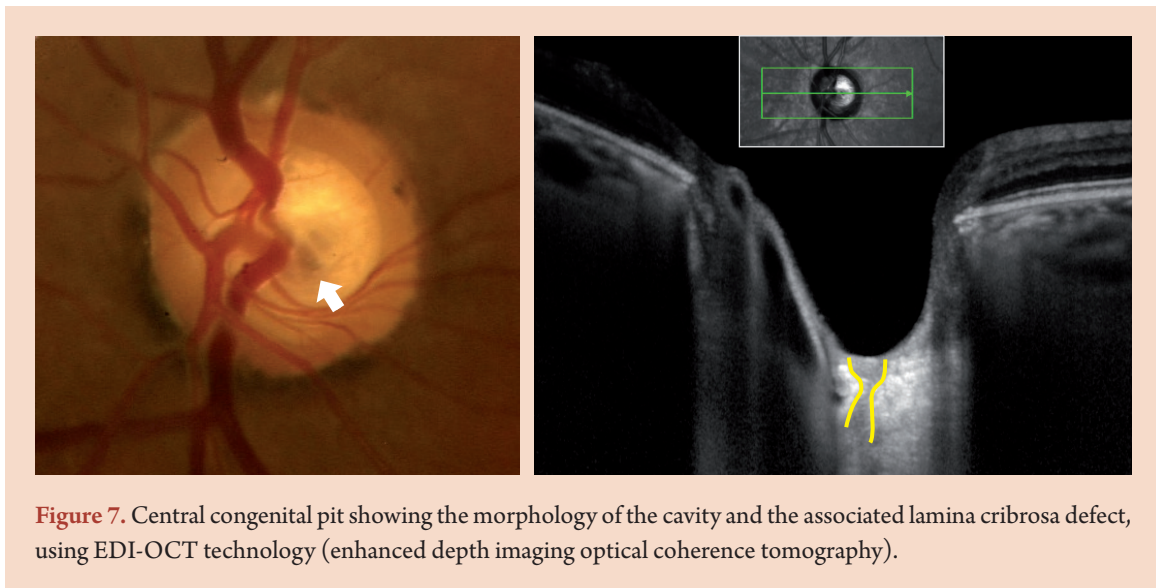 Figure 7. Central congenital pit showing the morphology of the cavity and the associated lamina cribrosa defect,
using EDI-OCT technology (enhanced depth imaging optical coherence tomography).